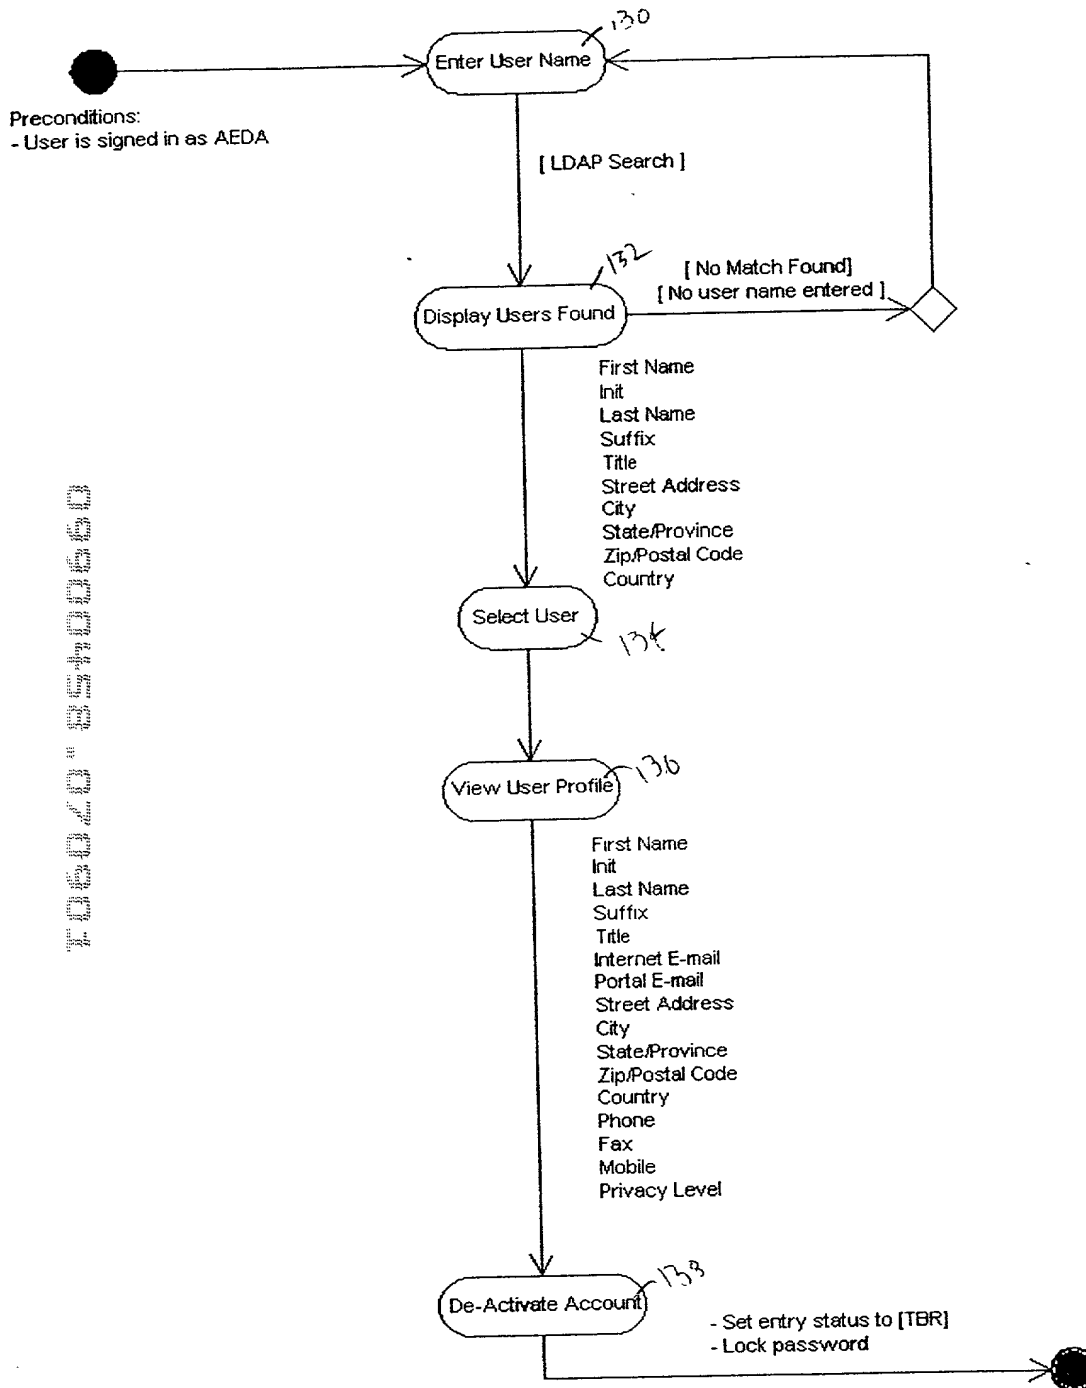 130
Enter User Name
Preconditions:
- User is signed in as AEDA
[ LDAP Search ]
132
[ No Match Found]
[ No user name entered ]
Display Users Found
First Name
Init
Last Name
Suffix
Title
Street Address
City
State/Province
Zip/Postal Code
Country
Select User
134
View User Profile
136
First Name
Init
Last Name
Suffix
Title
Internet E-mail
Portal E-mail
Street Address
City
State/Province
Zip/Postal Code
Country
Phone
Fax
Mobile
Privacy Level
138
De-Activate Account
- Set entry status to [TBR]
- Lock password
09900458.070901